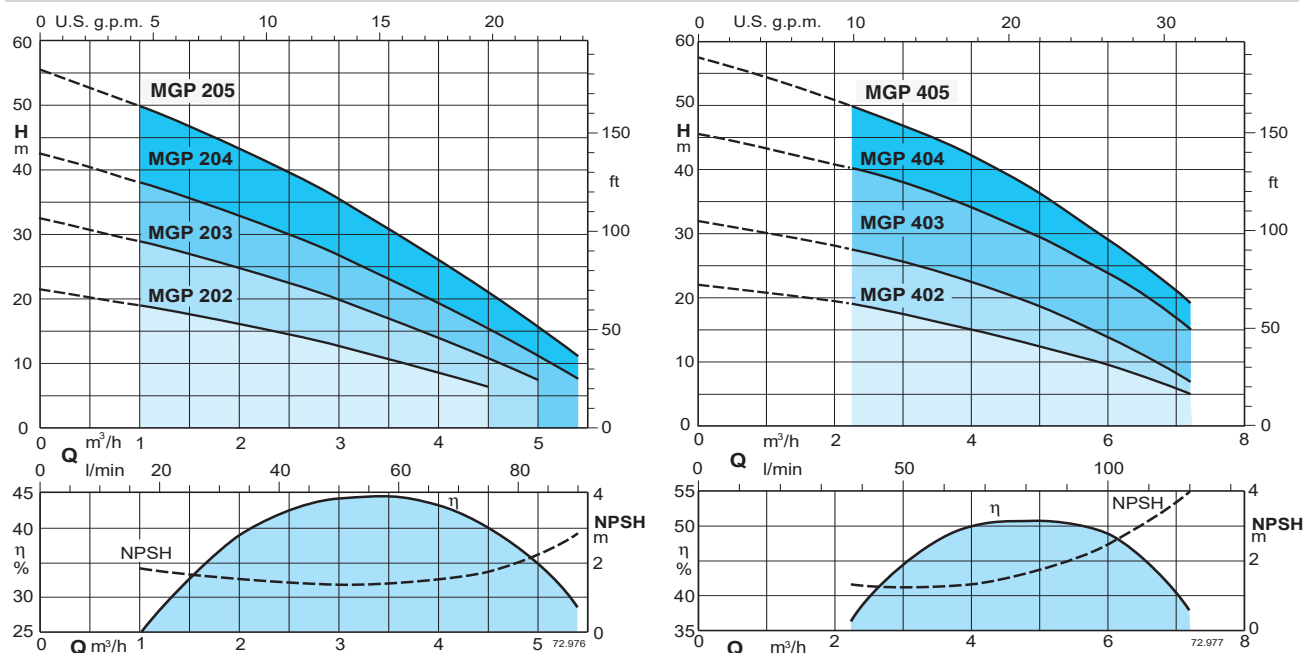 0 U.S. g.p.m. 5 10 15 20
60
50
H
m
40
30
20
10
0
MGP 205
MGP 204
MGP 203
MGP 202
150
ft
100
50
0
0 Q m³/h 1 2 3 4 5
0 l/min 20 40 60 80
45
40
η
%
30
25
NPSH
η
4
NPSH
m
2
0
0 Q m³/h 1 2 3 4 5 72.976
0 U.S. g.p.m. 10 20 30
60
50
H
m
40
30
20
10
0
MGP 405
MGP 404
MGP 403
MGP 402
150
ft
100
50
0
0 Q m³/h 2 4 6 8
0 l/min 50 100
55
50
η
%
45
40
35
η
NPSH
4
NPSH
m
2
0
0 Q m³/h 2 4 6 72.977 8